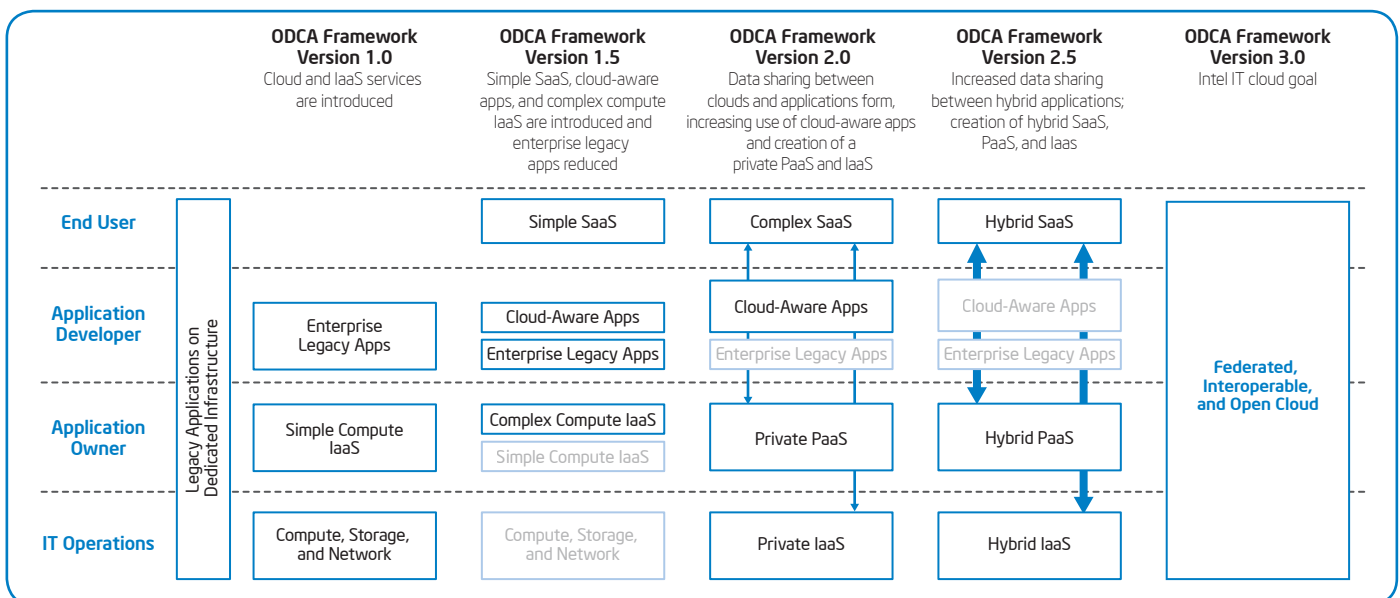 ODCA Framework
Version 1.0
Cloud and IaaS services
are introduced
ODCA Framework
Version 1.5
Simple SaaS, cloud-aware
apps, and complex compute
IaaS are introduced and
enterprise legacy
apps reduced
ODCA Framework
Version 2.0
Data sharing between
clouds and applications form,
increasing use of cloud-aware apps
and creation of a
private PaaS and IaaS
ODCA Framework
Version 2.5
Increased data sharing
between hybrid applications;
creation of hybrid SaaS,
PaaS, and Iaas
ODCA Framework
Version 3.0
Intel IT cloud goal
Legacy Applications on
Dedicated Infrastructure
End User
Simple SaaS
Complex SaaS
Hybrid SaaS
Application
Developer
Enterprise
Legacy Apps
Cloud-Aware Apps
Enterprise Legacy Apps
Cloud-Aware Apps
Enterprise Legacy Apps
Cloud-Aware Apps
Enterprise Legacy Apps
Application
Owner
Simple Compute
IaaS
Complex Compute IaaS
Simple Compute IaaS
Private PaaS
Hybrid PaaS
IT Operations
Compute, Storage,
and Network
Compute, Storage,
and Network
Private IaaS
Hybrid IaaS
Federated,
Interoperable,
and Open Cloud